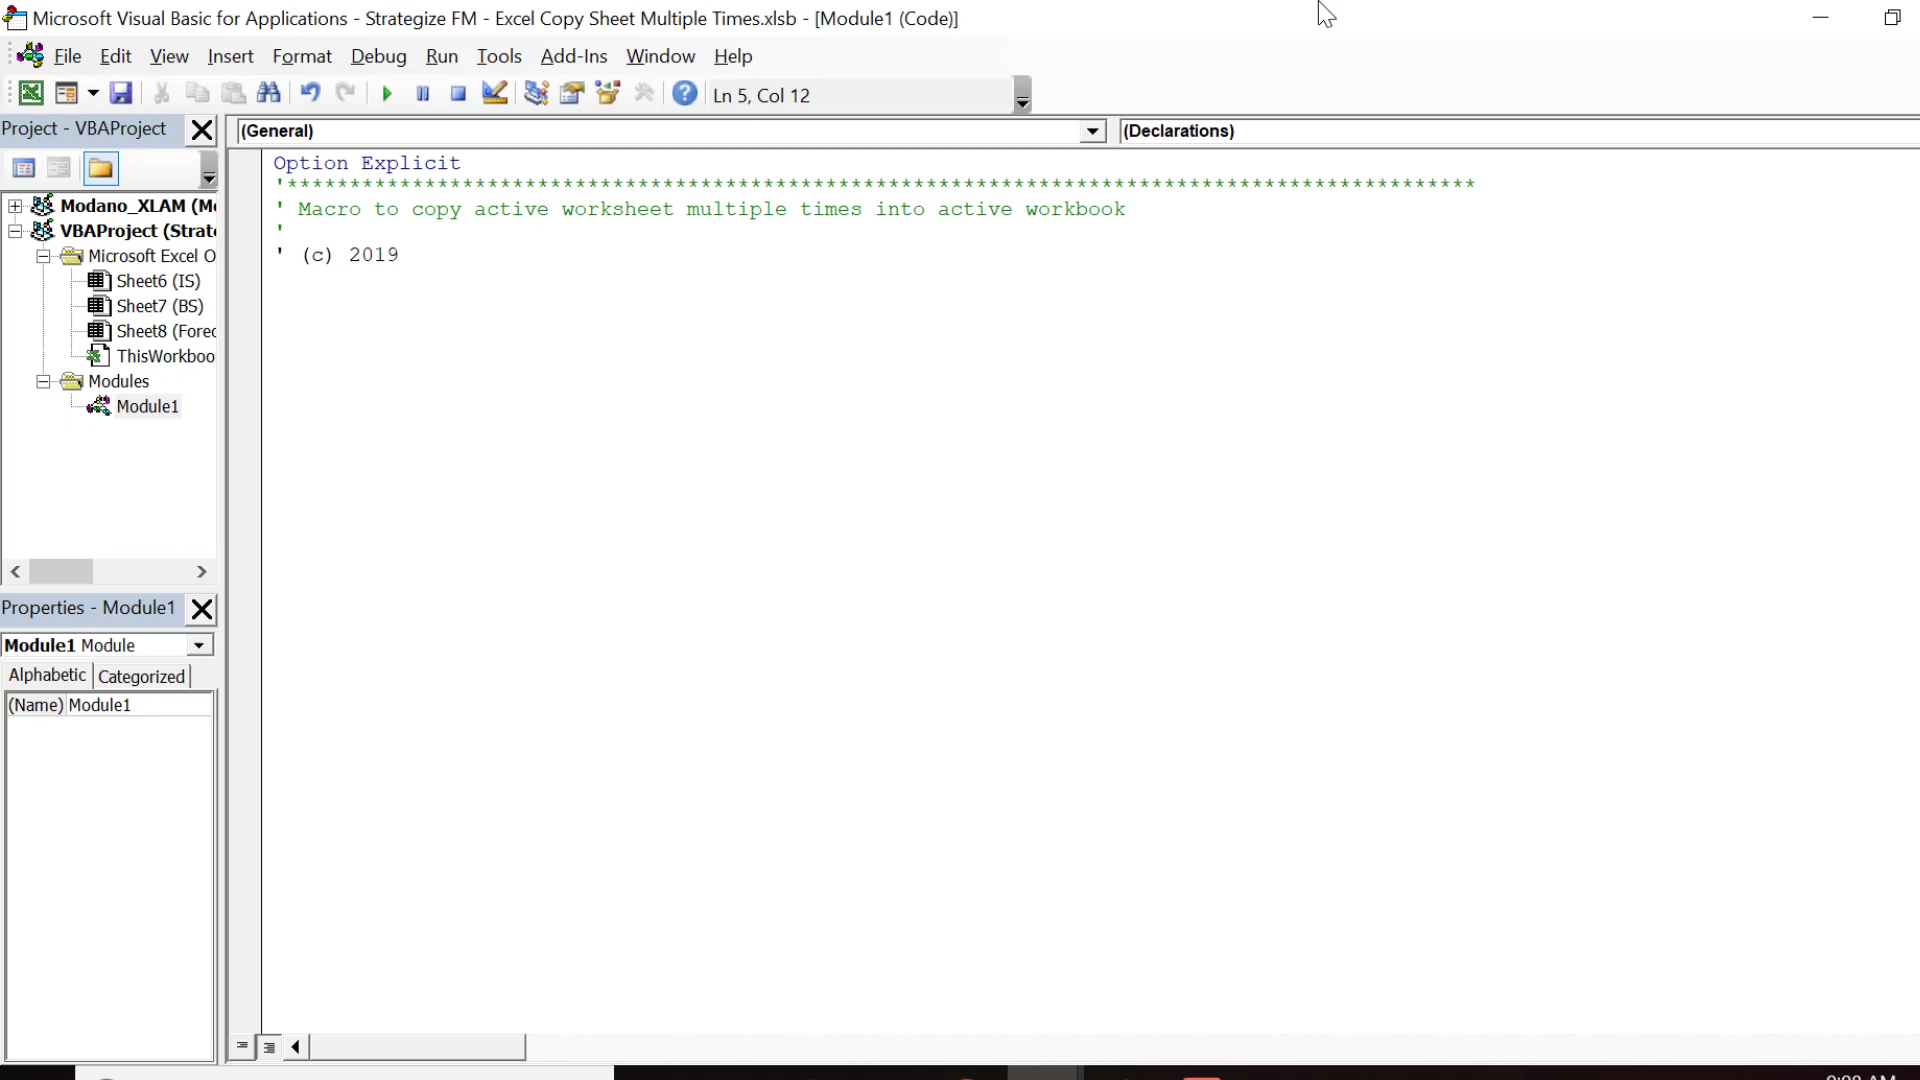 Microsoft Visual Basic for Applications - Strategize FM - Excel Copy Sheet Multiple Times.xlsb - [Module1 (Code)]
File Edit View Insert Format Debug Run Tools Add-Ins Window Help
Ln 5, Col 12
Project - VBAProject
(General)
(Declarations)
Modano_XLAM (M
VBAProject (Strat
Microsoft Excel O
Sheet6 (IS)
Sheet7 (BS)
Sheet8 (Forec
ThisWorkboo
Modules
Module1
Option Explicit
'***********************************************************************************************
' Macro to copy active worksheet multiple times into active workbook
'
' (c) 2019
Properties - Module1
Module1 Module
Alphabetic Categorized
(Name) Module1